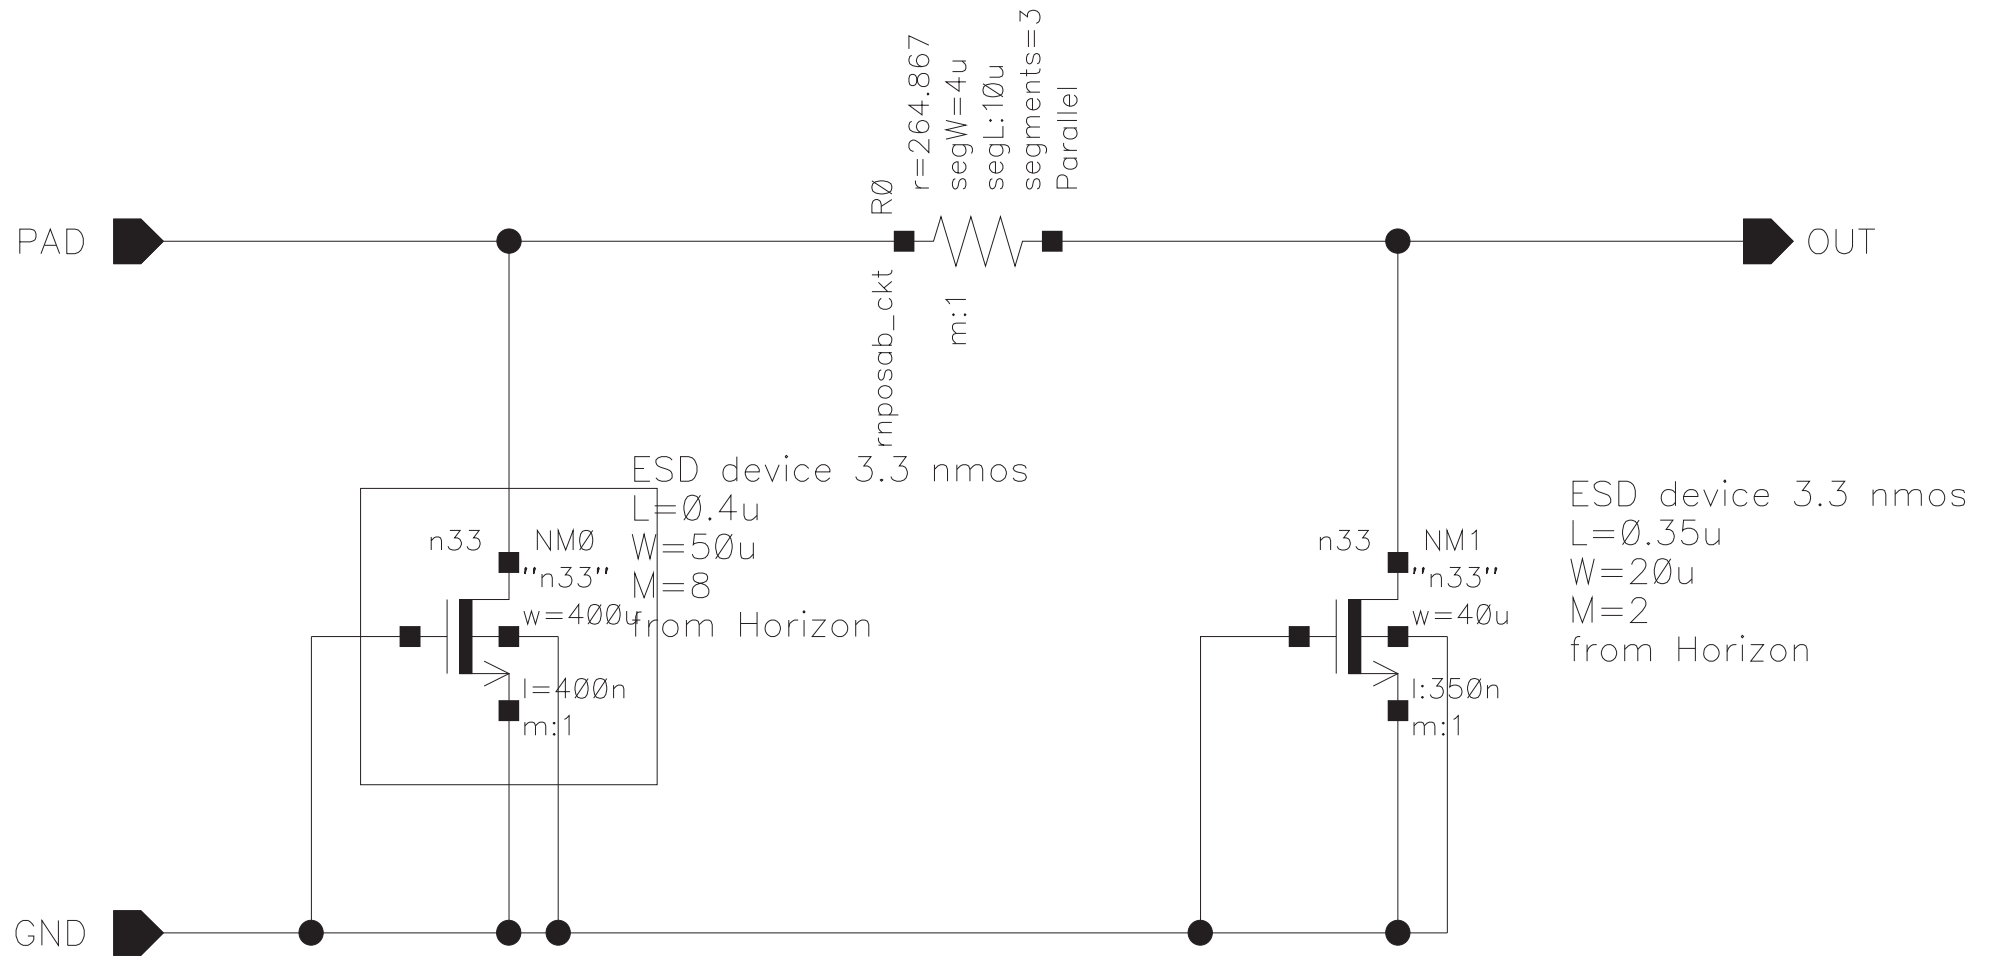 r=264.867
segW=4u
segL:10u
segments=3
Parallel
R0
PAD
OUT
rnposab_ckt
m:1
ESD device 3.3 nmos
L=0.4u
W=50u
M=8
from Horizon
n33
NM0
"n33"
w=400u
l=400n
m:1
n33
NM1
"n33"
w=40u
l:350n
m:1
ESD device 3.3 nmos
L=0.35u
W=20u
M=2
from Horizon
GND